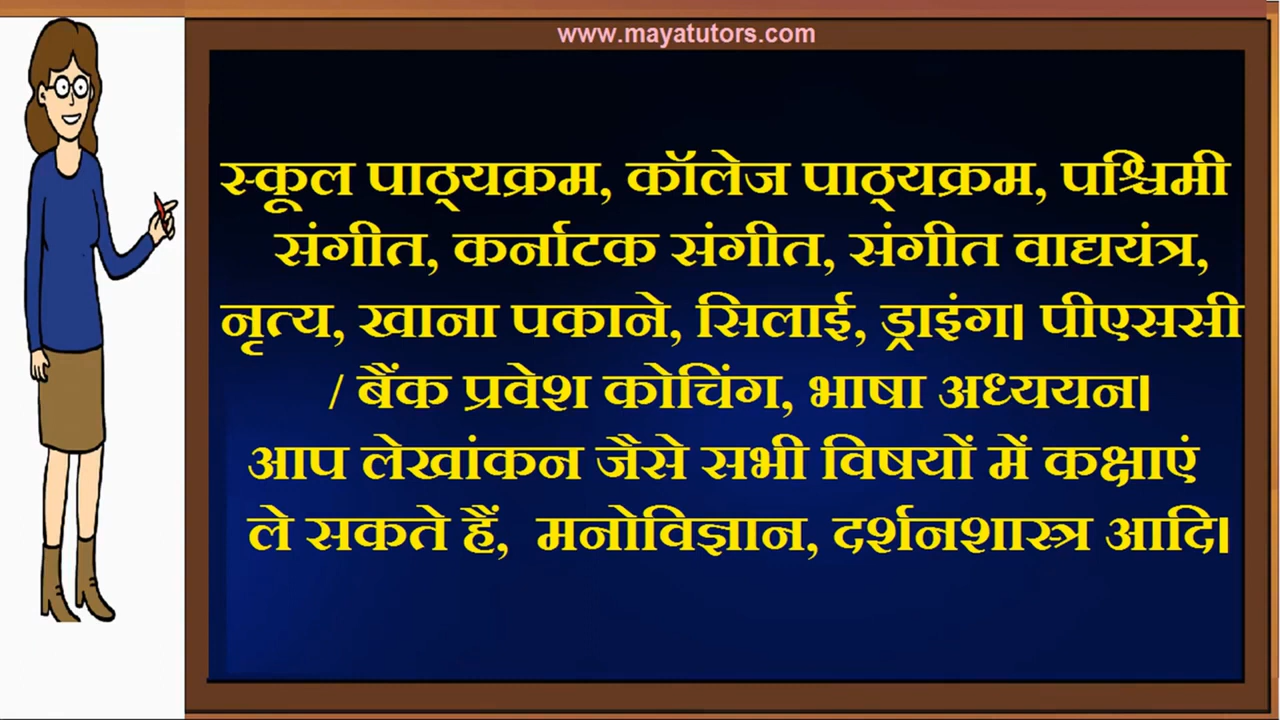 www.mayatutors.com
स्कूल पाठ्यक्रम, कॉलेज पाठ्यक्रम, पश्चिमी
संगीत, कर्नाटक संगीत, संगीत वाद्ययंत्र,
नृत्य, खाना पकाने, सिलाई, ड्राइंग। पीएससी
/ बैंक प्रवेश कोचिंग, भाषा अध्ययन।
आप लेखांकन जैसे सभी विषयों में कक्षाएं
ले सकते हैं, मनोविज्ञान, दर्शनशास्त्र आदि।